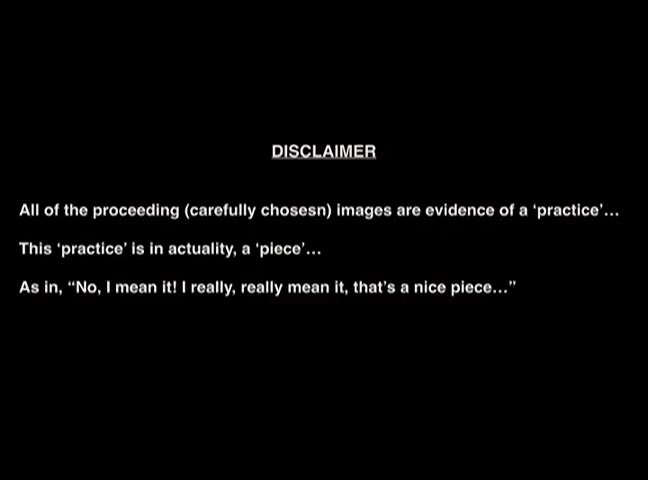 DISCLAIMER
All of the proceeding (carefully chosesn) images are evidence of a ‘practice’…
This ‘practice’ is in actuality, a ‘piece’…
As in, “No, I mean it! I really, really mean it, that’s a nice piece…”